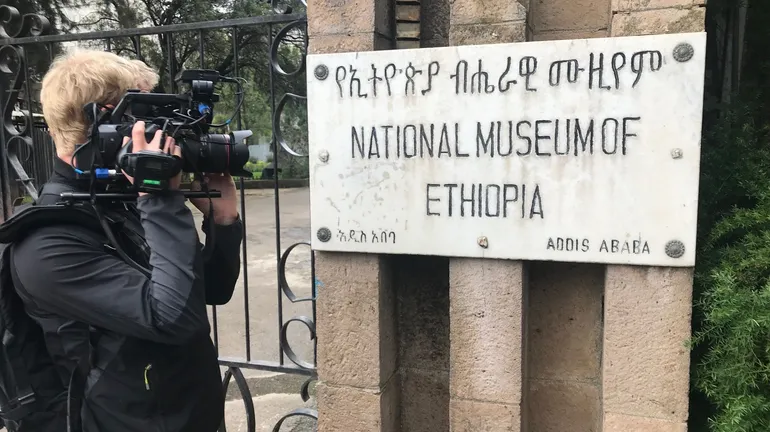 የኢትዮጵያ ብሔራዊ ሙዚየም
NATIONAL MUSEUM OF
ETHIOPIA
አዲስ አበባ
ADDIS ABABA